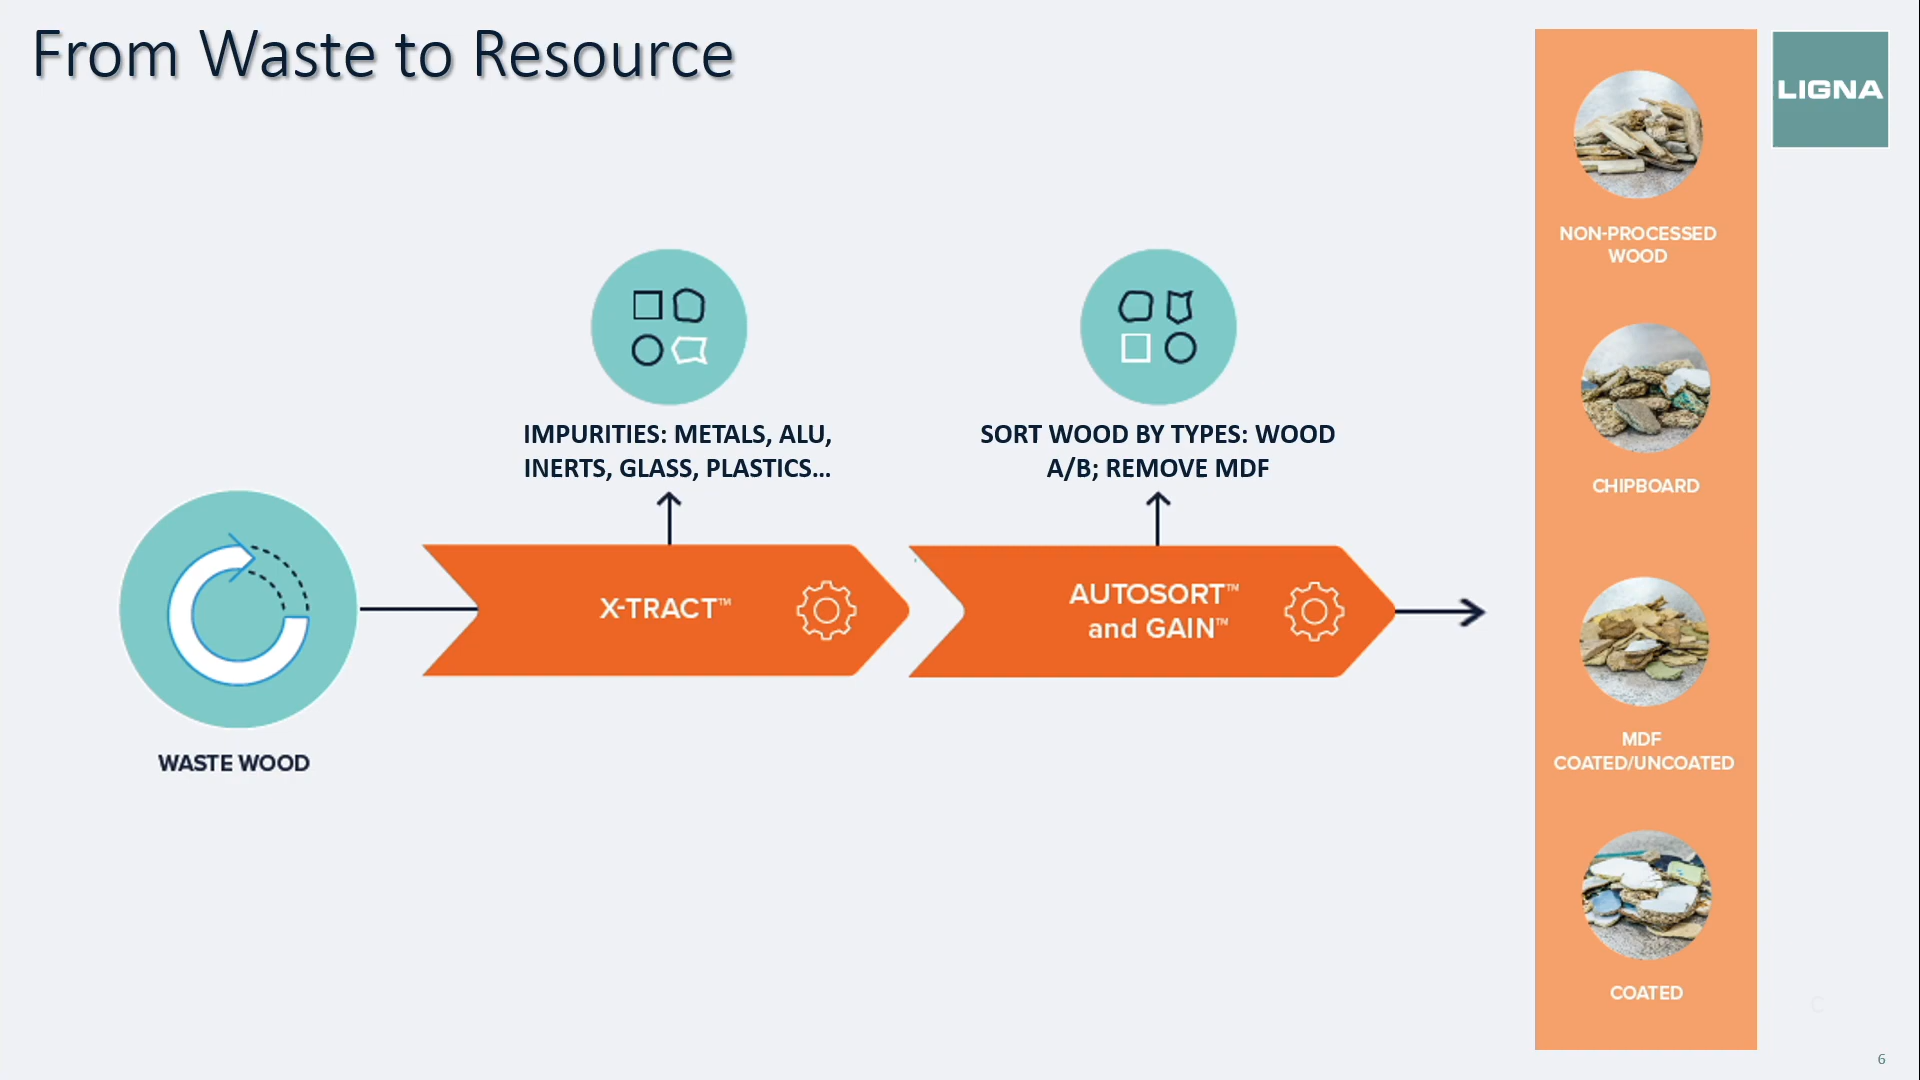 From Waste to Resource
LIGNA
NON-PROCESSED
WOOD
CHIPBOARD
MDF
COATED/UNCOATED
COATED
IMPURITIES: METALS, ALU,
INERTS, GLASS, PLASTICS...
SORT WOOD BY TYPES: WOOD
A/B; REMOVE MDF
WASTE WOOD
X-TRACT™
AUTOSORT™
and GAIN™
C
6